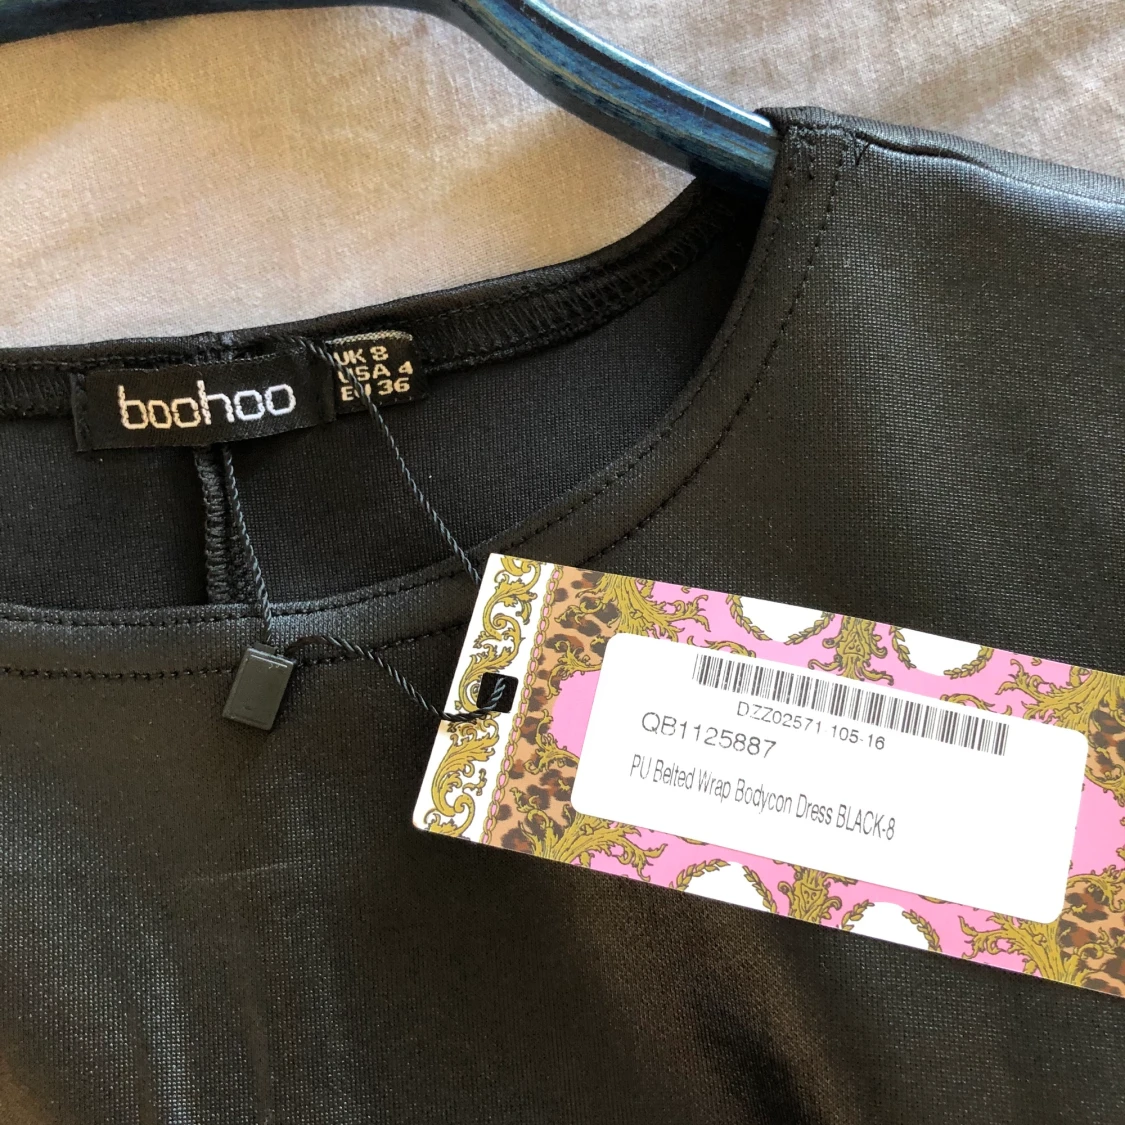 boohoo
UK 8
USA 4
EU 36
DZZ02571 105-16
QB1125887
PU Belted Wrap Bodycon Dress BLACK-8